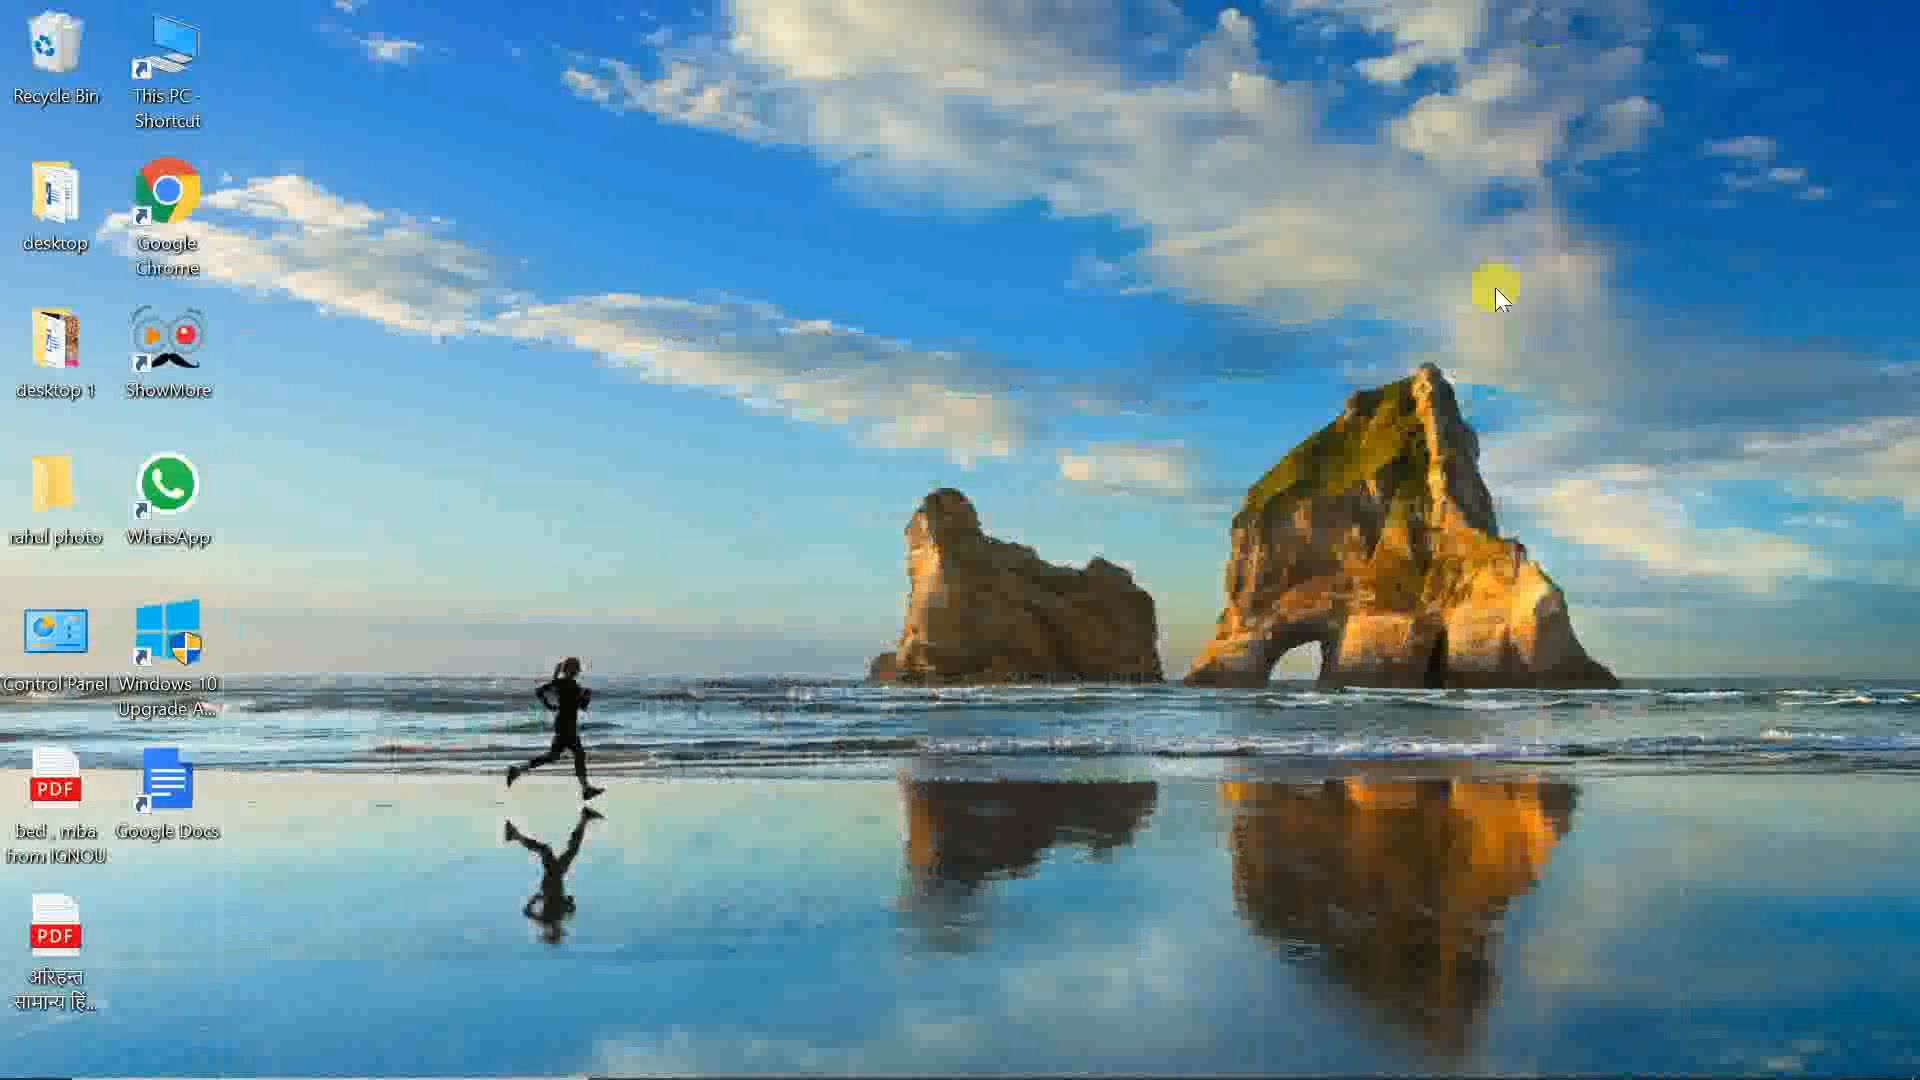 Recycle Bin
This PC -
Shortcut
desktop
Google
Chrome
desktop 1
ShowMore
rahul photo
WhatsApp
Control Panel
Windows 10
Upgrade A...
PDF
bed , mba
from IGNOU
Google Docs
PDF
अरिहन्त
सामान्य हिं...